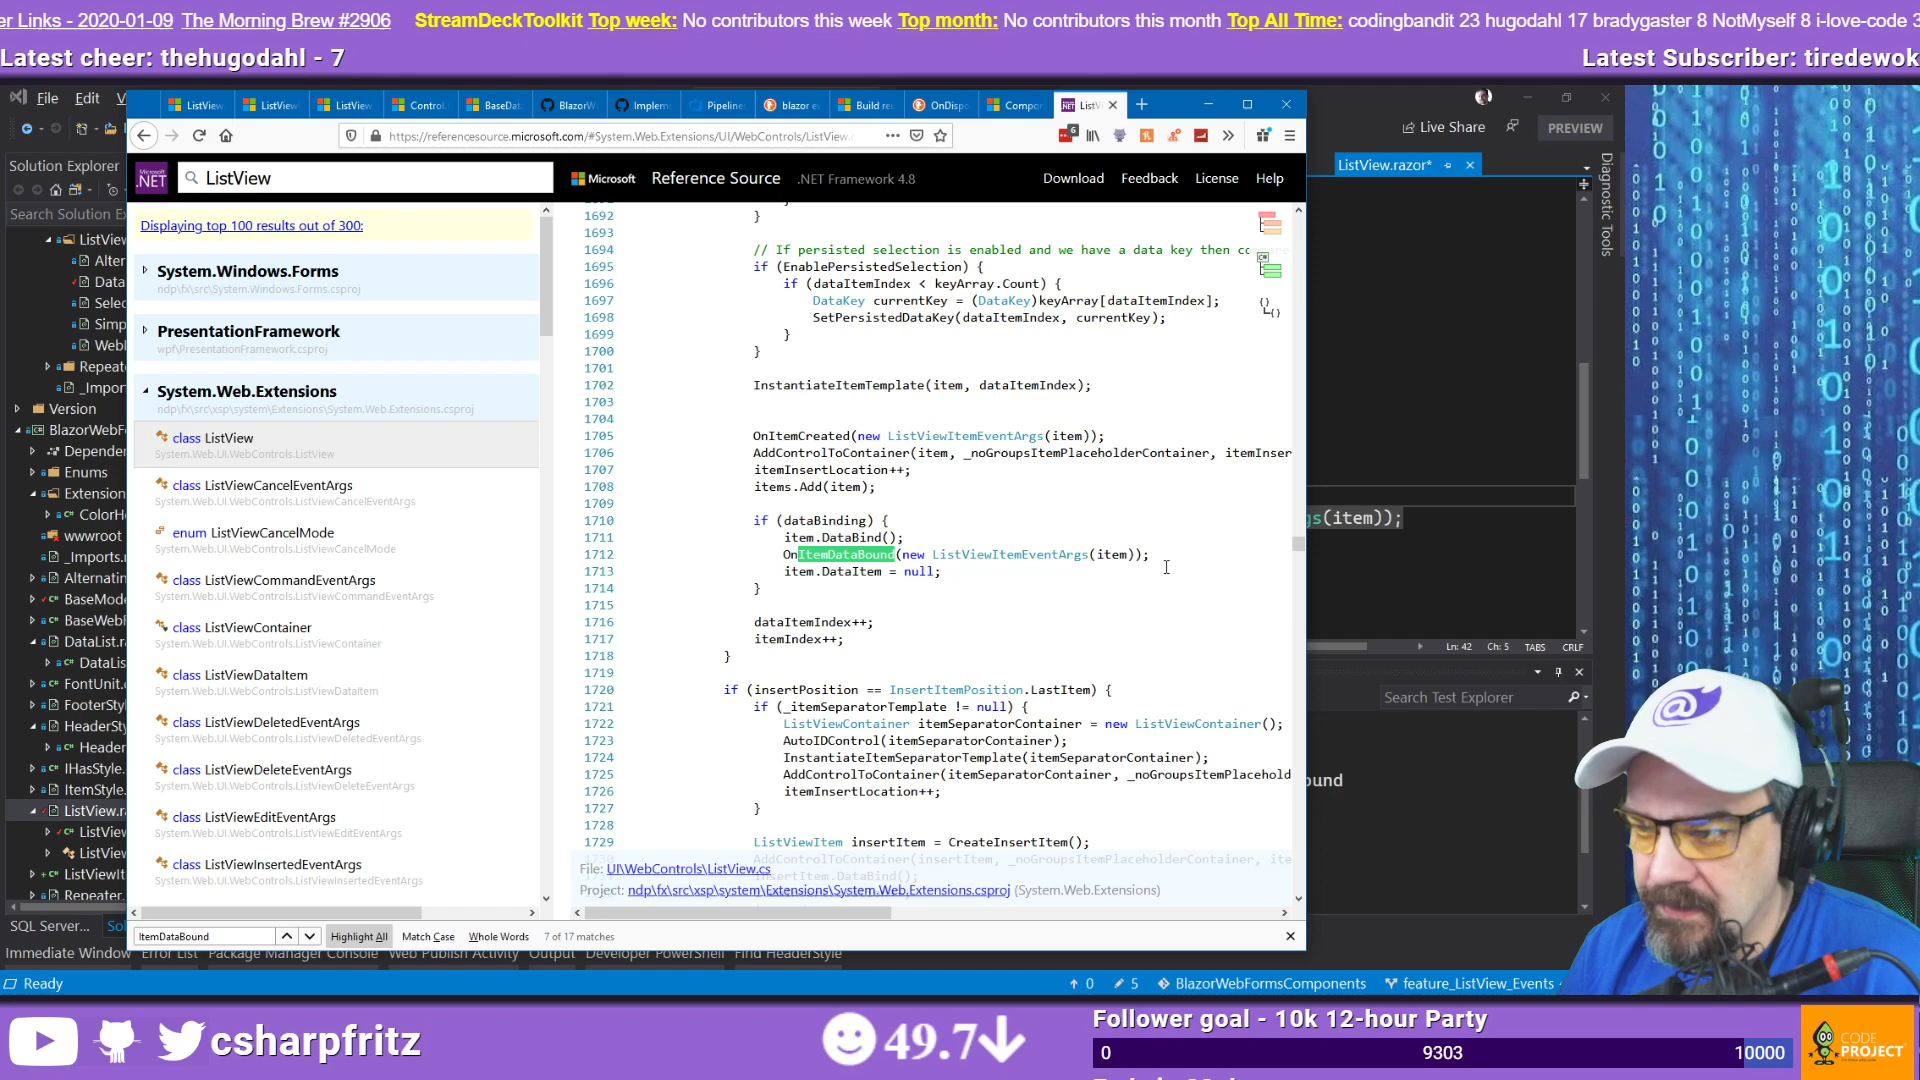 er Links - 2020-01-09 The Morning Brew #2906 StreamDeckToolkit Top week: No contributors this week Top month: No contributors this month Top All Time: codingbandit 23 hugodahl 17 bradygaster 8 NotMyself 8 i-love-code 3
Latest cheer: thehugodahl - 7
Latest Subscriber: tiredewok
File Edit V
Live Share
PREVIEW
ListView
ListView
ListView
Control
BaseDat
BlazorW
Implem
Pipeline
blazor e
Build re
OnDispo
Compo
ListVi
https://referencesource.microsoft.com/#System.Web.Extensions/UI/WebControls/ListView.c
ListView.razor*
Diagnostic Tools
Solution Explorer
Search Solution E
ListView
Alter
Data
Selec
Simp
Web
Repeat
_Impor
Version
BlazorWebF
Depender
Enums
Extension
ColorHe
wwwroot
_Imports.r
Alternatin
BaseMode
BaseWebF
DataList.ra
DataLis
FontUnit.c
FooterSty
HeaderSty
Header
IHasStyle.
ItemStyle.
ListView.ra
ListView
ListView
ListViewIt
Repeater.
Microsoft .NET
ListView
Microsoft
Reference Source
.NET Framework 4.8
Download
Feedback
License
Help
Displaying top 100 results out of 300:
System.Windows.Forms
ndp\fx\src\System.Windows.Forms.csproj
PresentationFramework
wpf\PresentationFramework.csproj
System.Web.Extensions
ndp\fx\src\xsp\system\Extensions\System.Web.Extensions.csproj
class ListView
System.Web.UI.WebControls.ListView
class ListViewCancelEventArgs
System.Web.UI.WebControls.ListViewCancelEventArgs
enum ListViewCancelMode
System.Web.UI.WebControls.ListViewCancelMode
class ListViewCommandEventArgs
System.Web.UI.WebControls.ListViewCommandEventArgs
class ListViewContainer
System.Web.UI.WebControls.ListViewContainer
class ListViewDataItem
System.Web.UI.WebControls.ListViewDataItem
class ListViewDeletedEventArgs
System.Web.UI.WebControls.ListViewDeletedEventArgs
class ListViewDeleteEventArgs
System.Web.UI.WebControls.ListViewDeleteEventArgs
class ListViewEditEventArgs
System.Web.UI.WebControls.ListViewEditEventArgs
class ListViewInsertedEventArgs
System.Web.UI.WebControls.ListViewInsertedEventArgs
1692 }
1693
1694 // If persisted selection is enabled and we have a data key then compare
1695 if (EnablePersistedSelection) {
1696 if (dataItemIndex < keyArray.Count) {
1697 DataKey currentKey = (DataKey)keyArray[dataItemIndex];
1698 SetPersistedDataKey(dataItemIndex, currentKey);
1699 }
1700 }
1701
1702 InstantiateItemTemplate(item, dataItemIndex);
1703
1704
1705 OnItemCreated(new ListViewItemEventArgs(item));
1706 AddControlToContainer(item, _noGroupsItemPlaceholderContainer, itemInser
1707 itemInsertLocation++;
1708 items.Add(item);
1709
1710 if (dataBinding) {
1711 item.DataBind();
1712 OnItemDataBound(new ListViewItemEventArgs(item));
1713 item.DataItem = null;
1714 }
1715
1716 dataItemIndex++;
1717 itemIndex++;
1718 }
1719
1720 if (insertPosition == InsertItemPosition.LastItem) {
1721 if (_itemSeparatorTemplate != null) {
1722 ListViewContainer itemSeparatorContainer = new ListViewContainer();
1723 AutoIDControl(itemSeparatorContainer);
1724 InstantiateItemSeparatorTemplate(itemSeparatorContainer);
1725 AddControlToContainer(itemSeparatorContainer, _noGroupsItemPlacehold
1726 itemInsertLocation++;
1727 }
1728
1729 ListViewItem insertItem = CreateInsertItem();
1730 AddControlToContainer(insertItem, _noGroupsItemPlaceholderContainer, ite
insertItem.DataBind();
File: UI\WebControls\ListView.cs
Project: ndp\fx\src\xsp\system\Extensions\System.Web.Extensions.csproj (System.Web.Extensions)
gs(item));
Ln: 42 Ch: 5 TABS CRLF
Search Test Explorer
ound
ItemDataBound
Highlight All
Match Case
Whole Words
7 of 17 matches
SQL Server...
Solu
Immediate Window Error List Package Manager Console Web Publish Activity Output Developer PowerShell Find HeaderStyle
Ready
0
5
BlazorWebFormsComponents
feature_ListView_Events
csharpfritz
49.7
Follower goal - 10k 12-hour Party
0
9303
10000
CODE PROJECT